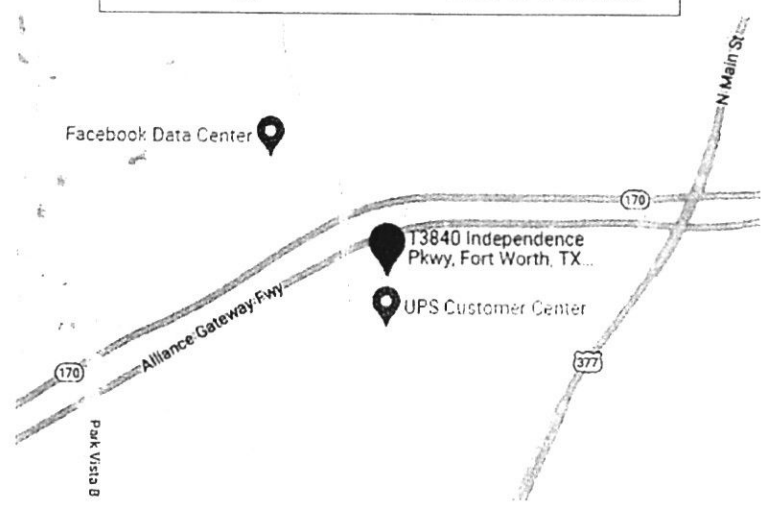 N Main St
Facebook Data Center
170
T3840 Independence
Pkwy, Fort Worth, TX...
Alliance Gateway Fwy
UPS Customer Center
377
170
Park Vista B